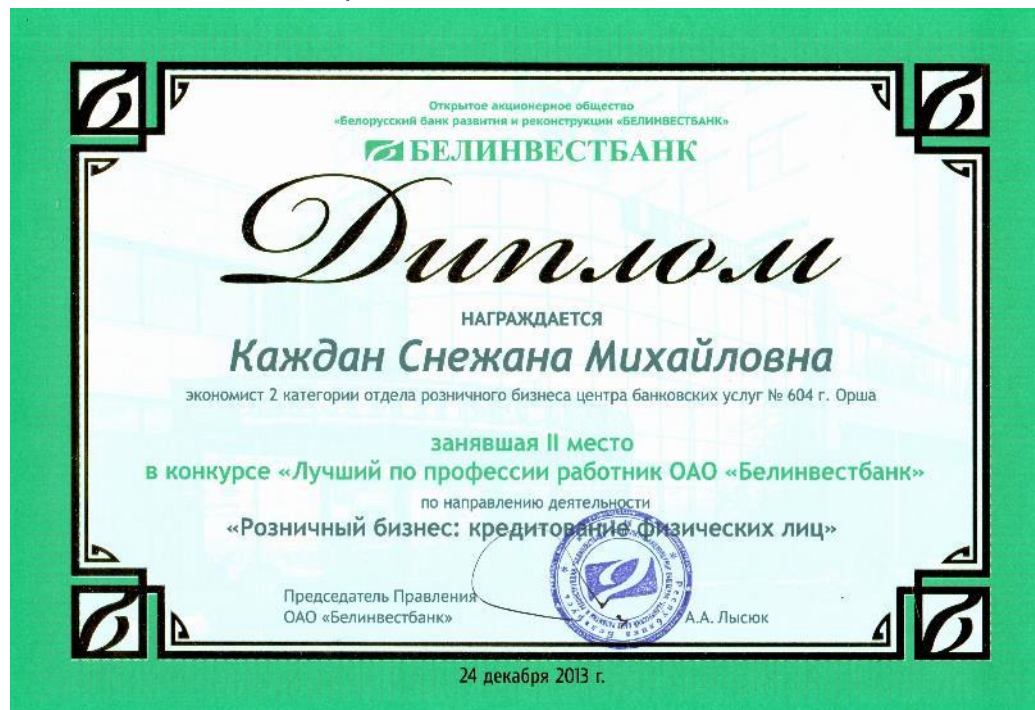 Открытое акционерное общество
«Белорусский банк развития и реконструкции «БЕЛИНВЕСТБАНК»
БЕЛИНВЕСТБАНК
Диплом
НАГРАЖДАЕТСЯ
Каждан Снежана Михайловна
экономист 2 категории отдела розничного бизнеса центра банковских услуг № 604 г. Орша
занявшая II место
в конкурсе «Лучший по профессии работник ОАО «Белинвестбанк»
по направлению деятельности
«Розничный бизнес: кредитование физических лиц»
Председатель Правления
ОАО «Белинвестбанк»
А.А. Лысюк
24 декабря 2013 г.